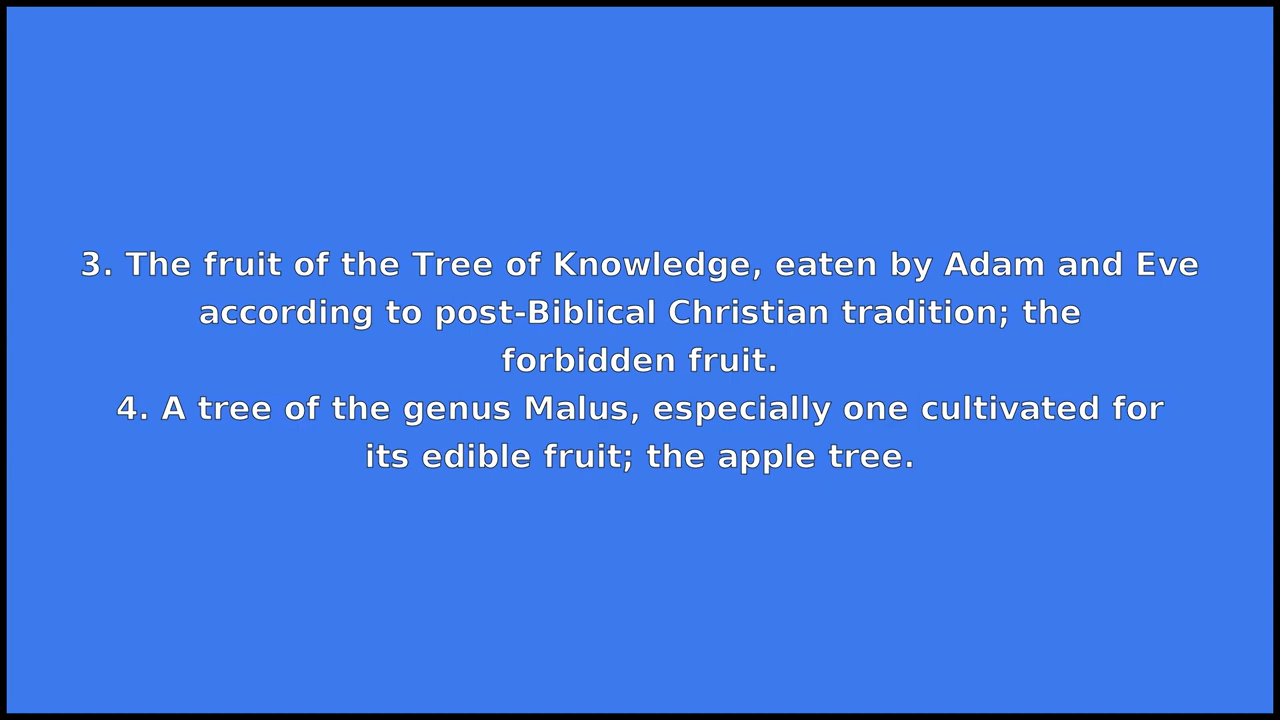 3. The fruit of the Tree of Knowledge, eaten by Adam and Eve
according to post-Biblical Christian tradition; the
forbidden fruit.
4. A tree of the genus Malus, especially one cultivated for
its edible fruit; the apple tree.